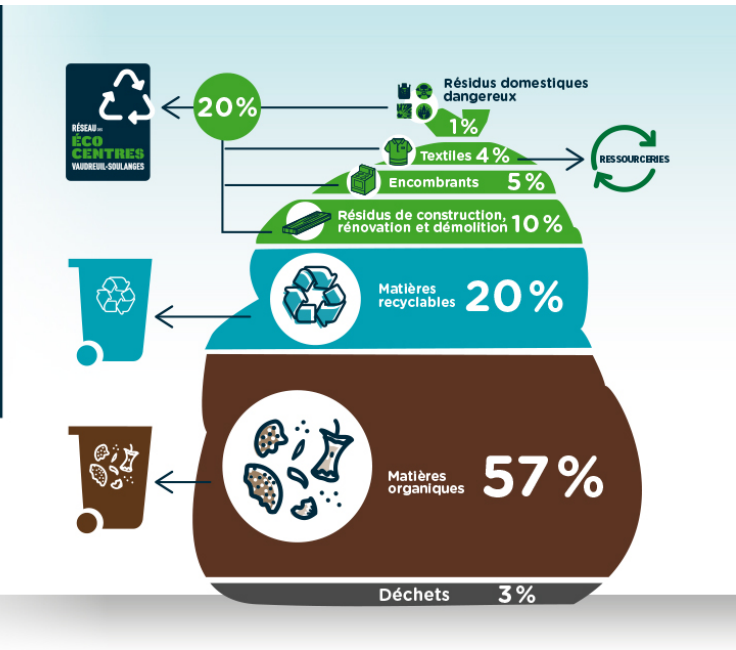 Résidus domestiques
dangereux
20%
1%
RÉSEAU DES
ÉCO
CENTRES
VAUDREUIL-SOULANGES
Textiles 4%
RESSOURCERIES
Encombrants 5%
Résidus de construction,
rénovation et démolition 10%
Matières
recyclables 20%
Matières
organiques 57%
Déchets 3%